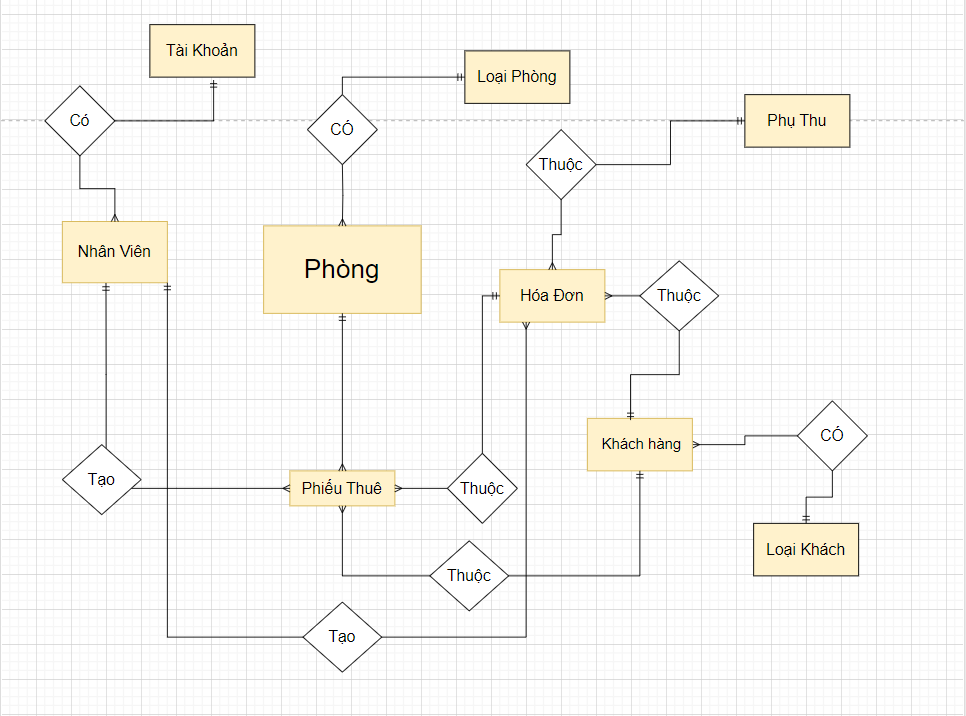 Tài Khoản
Loại Phòng
Có
CÓ
Phụ Thu
Thuộc
Nhân Viên
Phòng
Hóa Đơn
Thuộc
Khách hàng
CÓ
Tạo
Phiếu Thuê
Thuộc
Loại Khách
Thuộc
Tạo